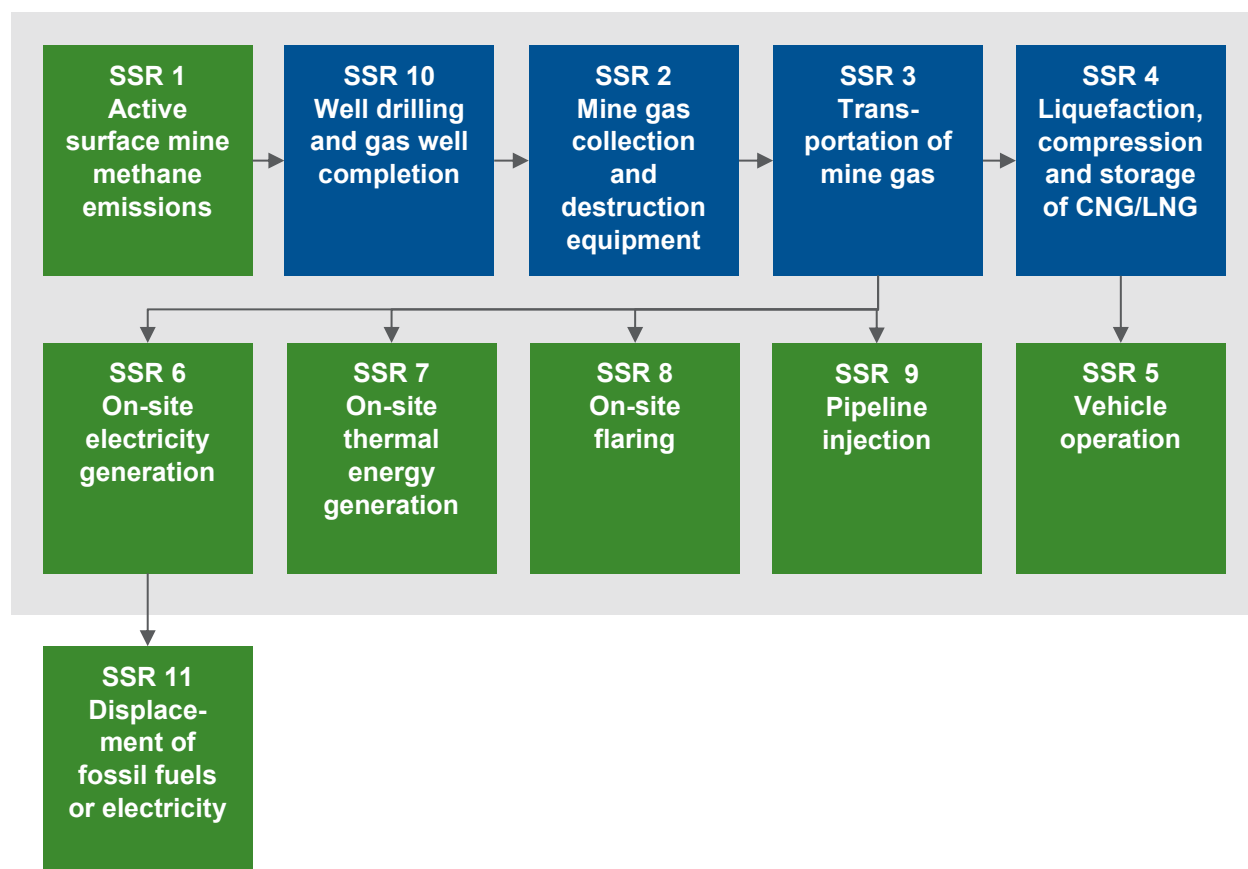 SSR 1
Active
surface mine
methane
emissions
SSR 10
Well drilling
and gas well
completion
SSR 2
Mine gas
collection
and
destruction
equipment
SSR 3
Trans-
portation of
mine gas
SSR 4
Liquefaction,
compression
and storage
of CNG/LNG
SSR 6
On-site
electricity
generation
SSR 7
On-site
thermal
energy
generation
SSR 8
On-site
flaring
SSR 9
Pipeline
injection
SSR 5
Vehicle
operation
SSR 11
Displace-
ment of
fossil fuels
or electricity